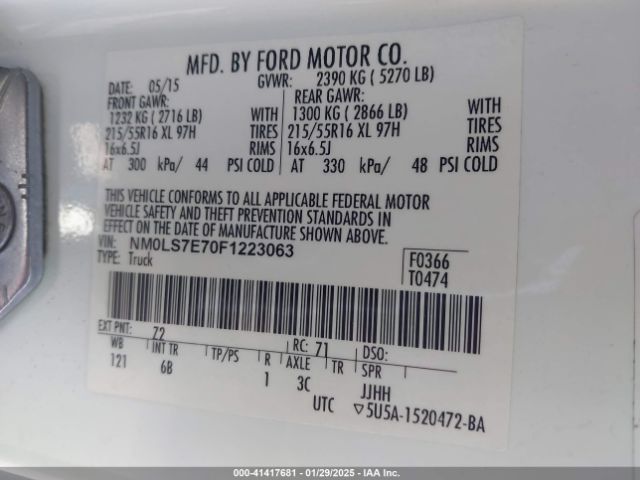 MFD. BY FORD MOTOR CO.
DATE: 05/15 GVWR: 2390 KG ( 5270 LB)
FRONT GAWR: REAR GAWR:
1232 KG ( 2716 LB) WITH 1300 KG ( 2866 LB) WITH
215/55R16 XL 97H TIRES 215/55R16 XL 97H TIRES
16x6.5J RIMS 16x6.5J RIMS
AT 300 kPa/ 44 PSI COLD AT 330 kPa/ 48 PSI COLD
THIS VEHICLE CONFORMS TO ALL APPLICABLE FEDERAL MOTOR
VEHICLE SAFETY AND THEFT PREVENTION STANDARDS IN
EFFECT ON THE DATE OF MANUFACTURE SHOWN ABOVE.
VIN: NM0LS7E70F1223063
TYPE: Truck
F0366
T0474
EXT PNT: Z2 RC: 71 DSO:
WB INT TR TP/PS R AXLE TR SPR
121 6B 1 3C JJHH
UTC ▽5U5A-1520472-BA
000-41417681 - 01/29/2025 - IAA Inc.